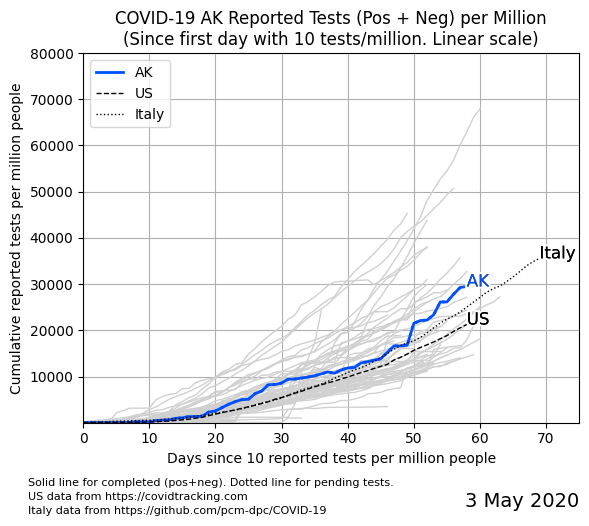 COVID-19 AK Reported Tests (Pos + Neg) per Million
(Since first day with 10 tests/million. Linear scale)
Cumulative reported tests per million people
80000
70000
60000
50000
40000
30000
20000
10000
AK
US
Italy
Italy
AK
US
0 10 20 30 40 50 60 70
Days since 10 reported tests per million people
Solid line for completed (pos+neg). Dotted line for pending tests.
US data from https://covidtracking.com
Italy data from https://github.com/pcm-dpc/COVID-19
3 May 2020